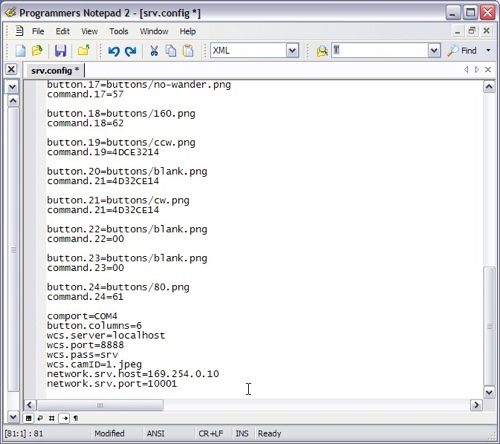 Programmers Notepad 2 - [srv.config *]
File Edit View Tools Window Help
XML Find
srv.config *
button.17=buttons/no-wander.png
command.17=57
button.18=buttons/160.png
command.18=62
button.19=buttons/ccw.png
command.19=4DCE3214
button.20=buttons/blank.png
command.21=4D32CE14
button.21=buttons/cw.png
command.21=4D32CE14
button.22=buttons/blank.png
command.22=00
button.23=buttons/blank.png
command.23=00
button.24=buttons/80.png
command.24=61
comport=COM4
button.columns=6
wcs.server=localhost
wcs.port=8888
wcs.pass=srv
wcs.camID=1.jpeg
network.srv.host=169.254.0.10
network.srv.port=10001
[81:1] : 81 Modified ANSI CR+LF INS Ready